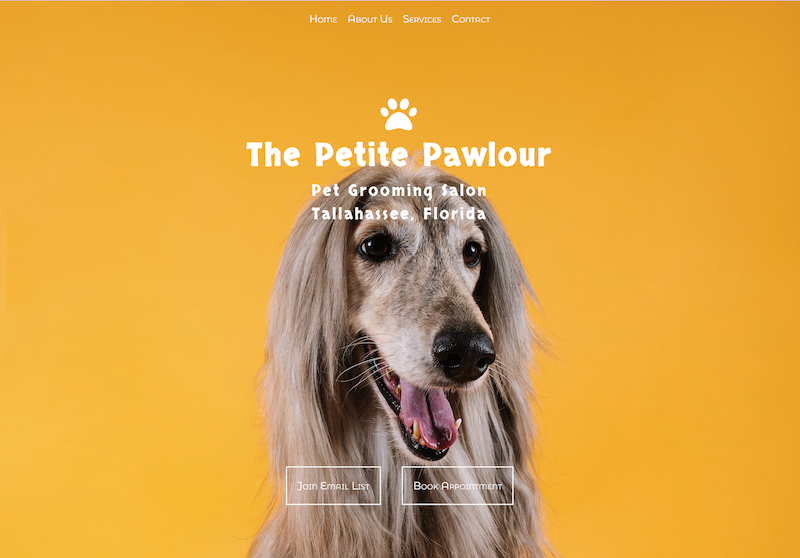 Home About Us Services Contact
The Petite Pawlour
Pet Grooming Salon
Tallahassee, Florida
Join Email List Book Appointment